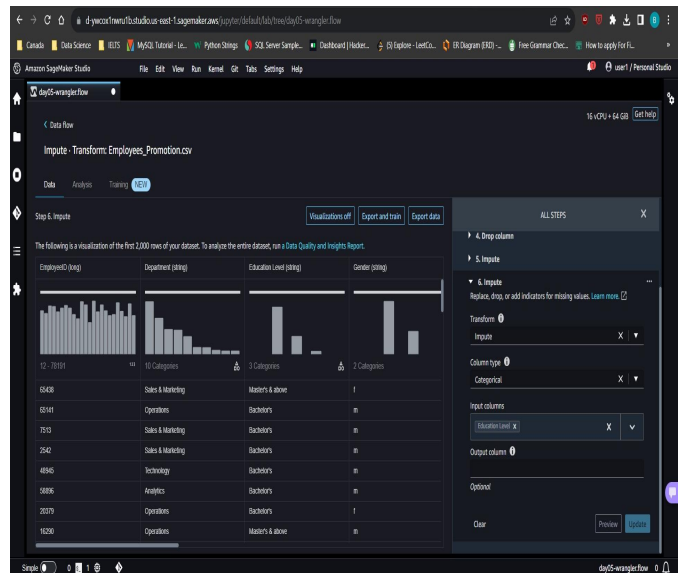 d-ywcox1nwru1b.studio.us-east-1.sagemaker.aws/jupyter/default/lab/tree/day05-wrangler.flow
Canada Data Science IELTS MySQL Tutorial - Le... Python Strings SQL Server Sample... Dashboard | Hacker... (5) Explore - LeetCo... ER Diagram (ERD) -... Free Grammar Chec... How to apply For Fi... »
Amazon SageMaker Studio File Edit View Run Kernel Git Tabs Settings Help user1 / Personal Studio
day05-wrangler.flow
16 vCPU + 64 GiB Get help
Data flow
Impute · Transform: Employees_Promotion.csv
Data Analysis Training NEW
Step 6. Impute Visualizations off Export and train Export data
The following is a visualization of the first 2,000 rows of your dataset. To analyze the entire dataset, run a Data Quality and Insights Report.
EmployeeID (long) Department (string) Education Level (string) Gender (string)
12 - 78191 10 Categories 3 Categories 2 Categories
65438 Sales & Marketing Master's & above f
65141 Operations Bachelor's m
7513 Sales & Marketing Bachelor's m
2542 Sales & Marketing Bachelor's m
48945 Technology Bachelor's m
58896 Analytics Bachelor's m
20379 Operations Bachelor's f
16290 Operations Master's & above m
ALL STEPS X
4. Drop column
5. Impute
6. Impute
Replace, drop, or add indicators for missing values. Learn more.
Transform
Impute X
Column type
Categorical X
Input columns
Education Level x X
Output column
Optional
Clear Preview Update
Simple 0 1 day05-wrangler.flow 0